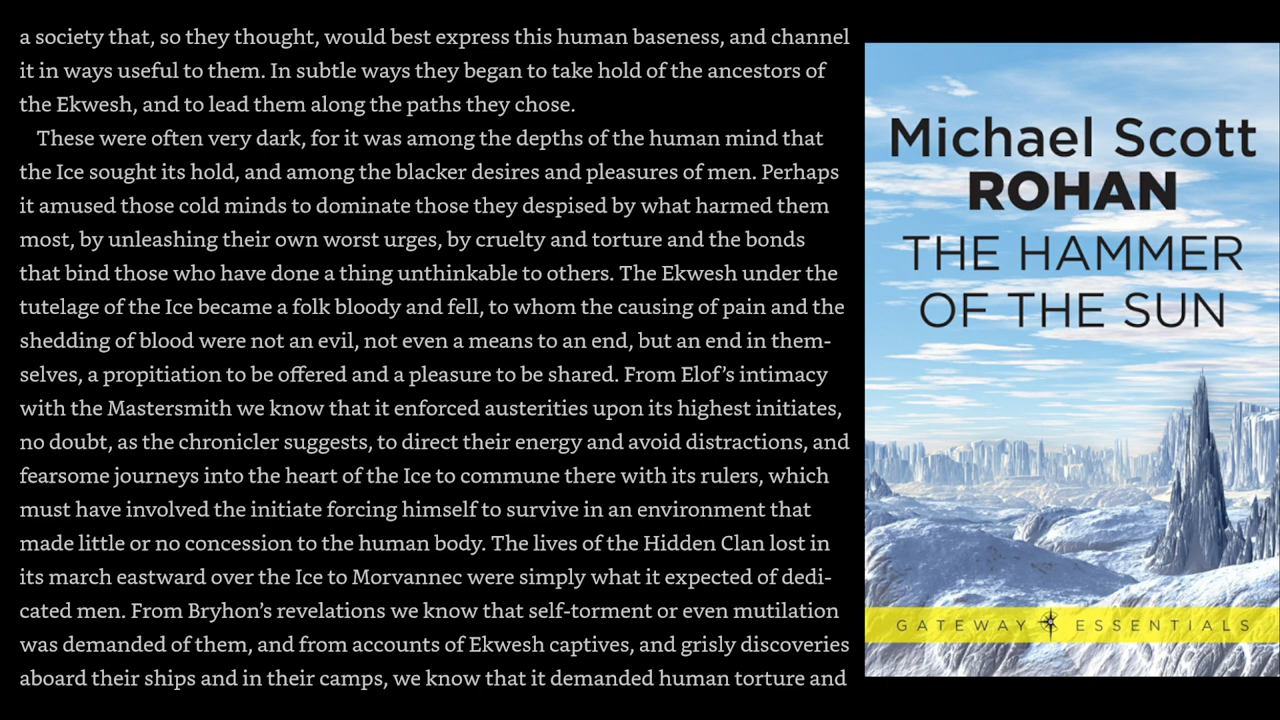 a society that, so they thought, would best express this human baseness, and channel
it in ways useful to them. In subtle ways they began to take hold of the ancestors of
the Ekwesh, and to lead them along the paths they chose.
These were often very dark, for it was among the depths of the human mind that
the Ice sought its hold, and among the blacker desires and pleasures of men. Perhaps
it amused those cold minds to dominate those they despised by what harmed them
most, by unleashing their own worst urges, by cruelty and torture and the bonds
that bind those who have done a thing unthinkable to others. The Ekwesh under the
tutelage of the Ice became a folk bloody and fell, to whom the causing of pain and the
shedding of blood were not an evil, not even a means to an end, but an end in them-
selves, a propitiation to be offered and a pleasure to be shared. From Elof’s intimacy
with the Mastersmith we know that it enforced austerities upon its highest initiates,
no doubt, as the chronicler suggests, to direct their energy and avoid distractions, and
fearsome journeys into the heart of the Ice to commune there with its rulers, which
must have involved the initiate forcing himself to survive in an environment that
made little or no concession to the human body. The lives of the Hidden Clan lost in
its march eastward over the Ice to Morvannec were simply what it expected of dedi-
cated men. From Bryhon’s revelations we know that self-torment or even mutilation
was demanded of them, and from accounts of Ekwesh captives, and grisly discoveries
aboard their ships and in their camps, we know that it demanded human torture and
Michael Scott
ROHAN
THE HAMMER
OF THE SUN
GATEWAY ESSENTIALS